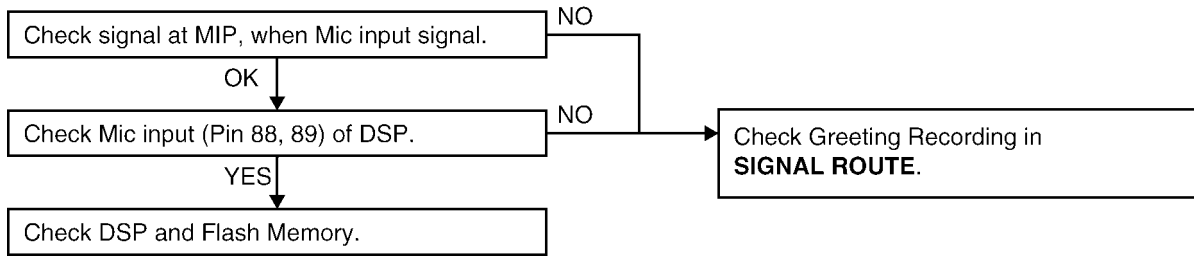 Check signal at MIP, when Mic input signal.
NO
OK
Check Mic input (Pin 88, 89) of DSP.
NO
Check Greeting Recording in
SIGNAL ROUTE.
YES
Check DSP and Flash Memory.